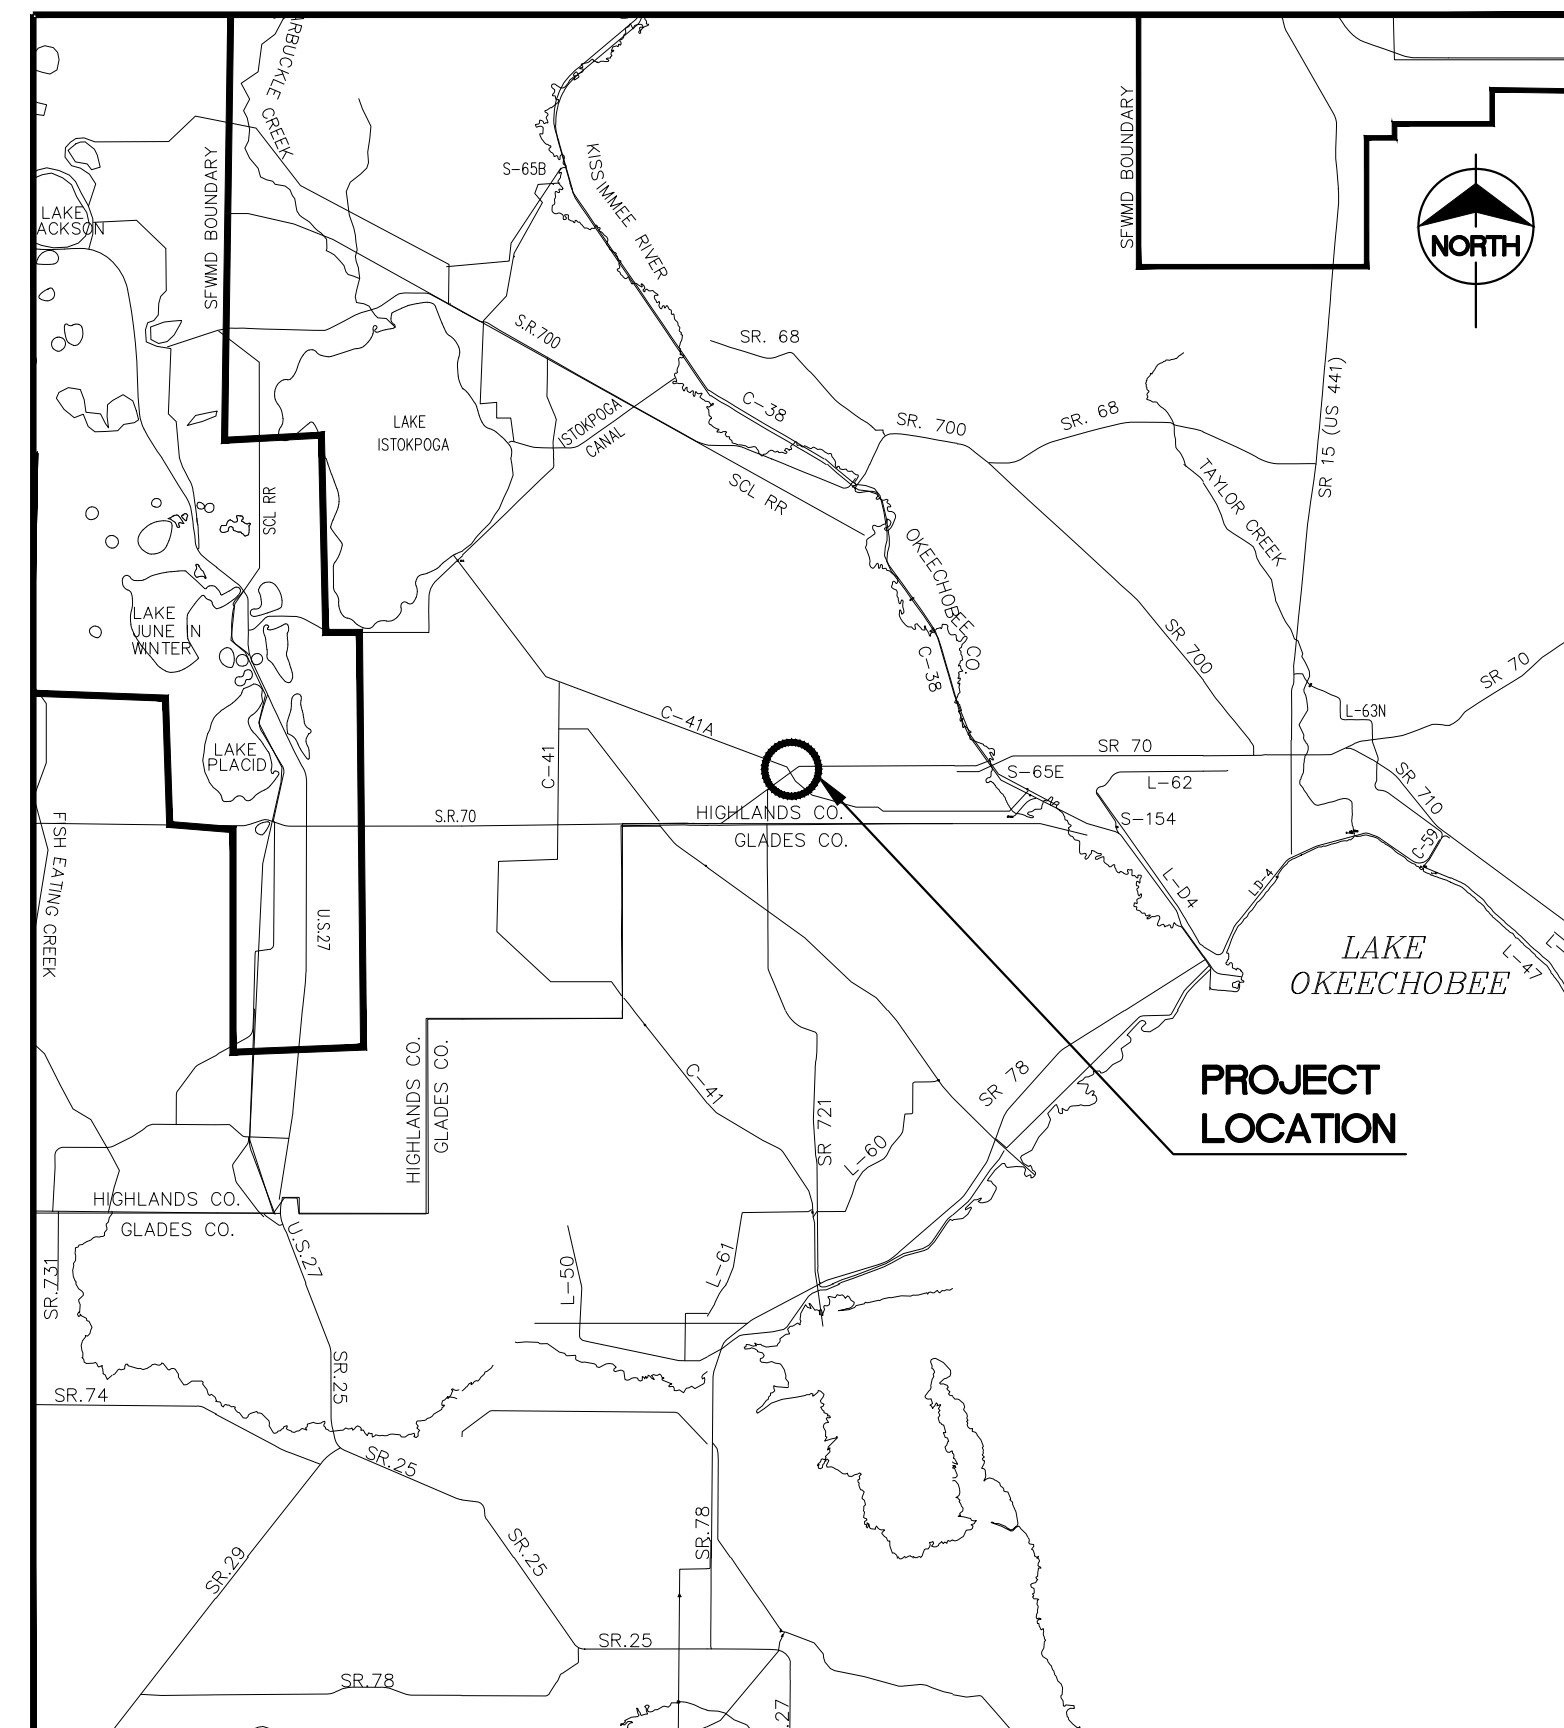 ARBUCKLE CREEK
KISSIMMEE RIVER
S-65B
SFWMD BOUNDARY
SFWMD BOUNDARY
NORTH
LAKE
JACKSON
S.R.700
SR. 68
SR 15 (US 441)
C-38
SR. 700
SR. 68
LAKE
ISTOKPOGA
ISTOKPOGA
CANAL
SCL RR
SCL RR
TAYLOR CREEK
OKEECHOBEE CO.
LAKE
JUNE IN
WINTER
C-38
SR 700
SR 70
L-63N
C-41A
C-41
SR 70
LAKE
PLACID
S-65E
L-62
SR 710
S.R.70
HIGHLANDS CO.
GLADES CO.
S-154
C-59
FISH EATING CREEK
U.S.27
L-D4
LD-4
LAKE
OKEECHOBEE
L-47
HIGHLANDS CO.
GLADES CO.
C-41
SR 78
SR 721
L-60
PROJECT
LOCATION
HIGHLANDS CO.
GLADES CO.
U.S.27
SR.731
L-50
L-61
SR.25
SR.74
SR.25
SR.78
SR.25
SR.29
SR.25
SR.78
.27